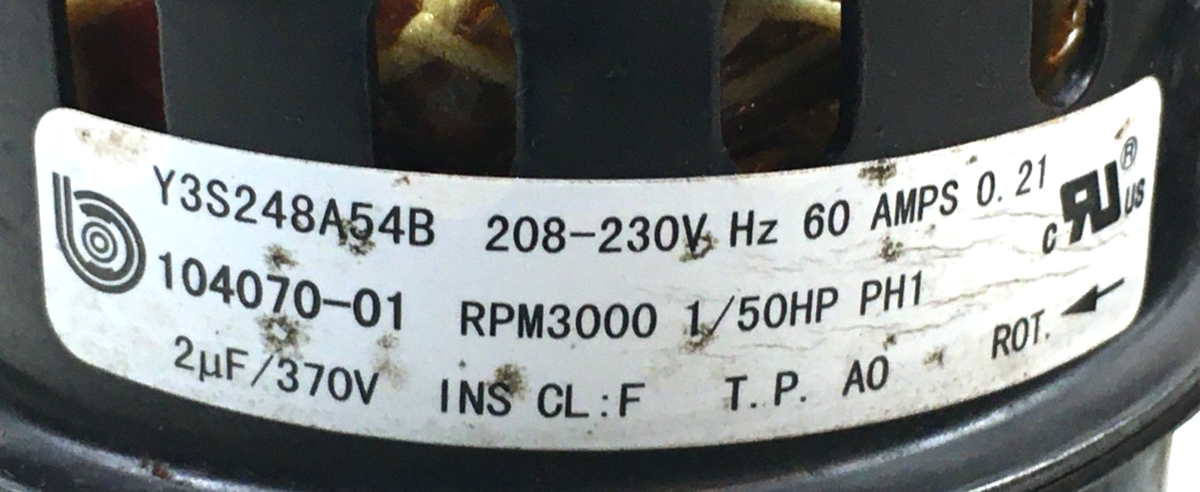 Y3S248A54B 208-230V Hz 60 AMPS 0.21
104070-01 RPM3000 1/50HP PH1
2µF/370V INS CL:F T.P. AO ROT.
c RU ® US